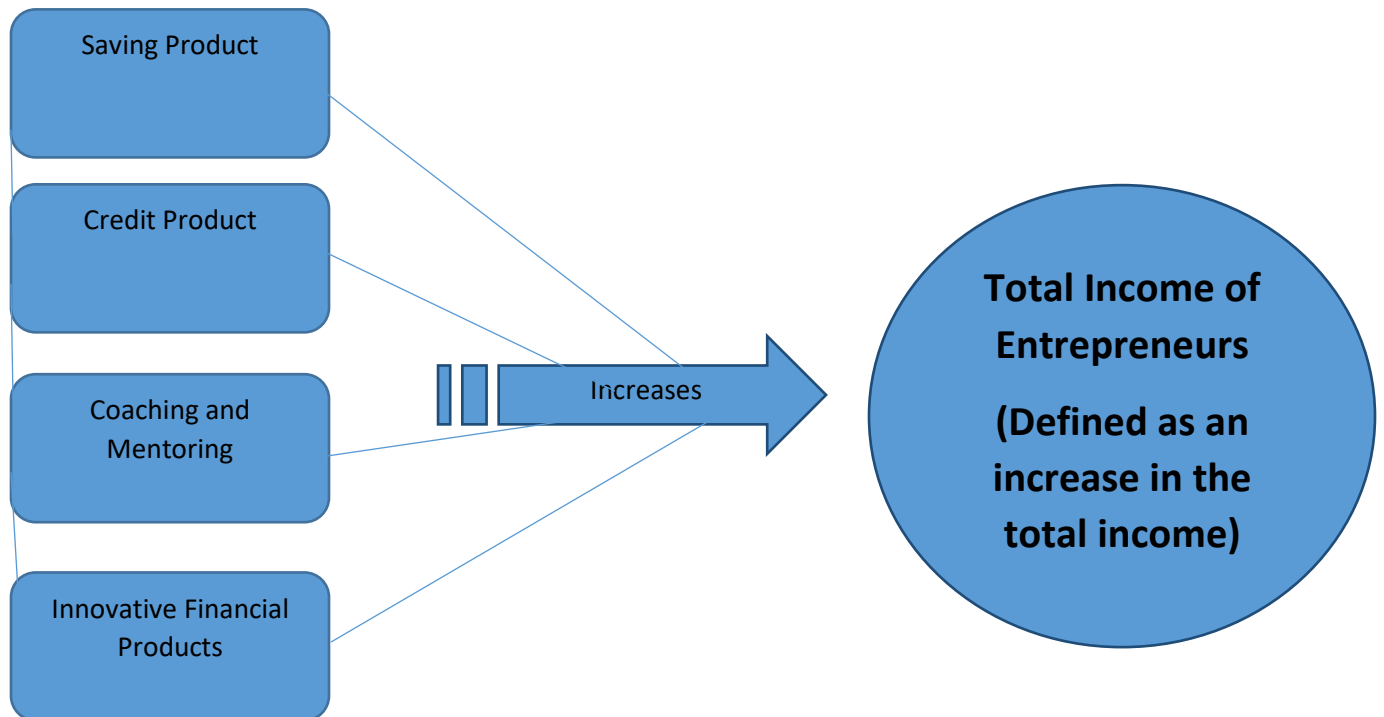 Saving Product
Credit Product
Coaching and
Mentoring
Innovative Financial
Products
Increases
Total Income of
Entrepreneurs
(Defined as an
increase in the
total income)